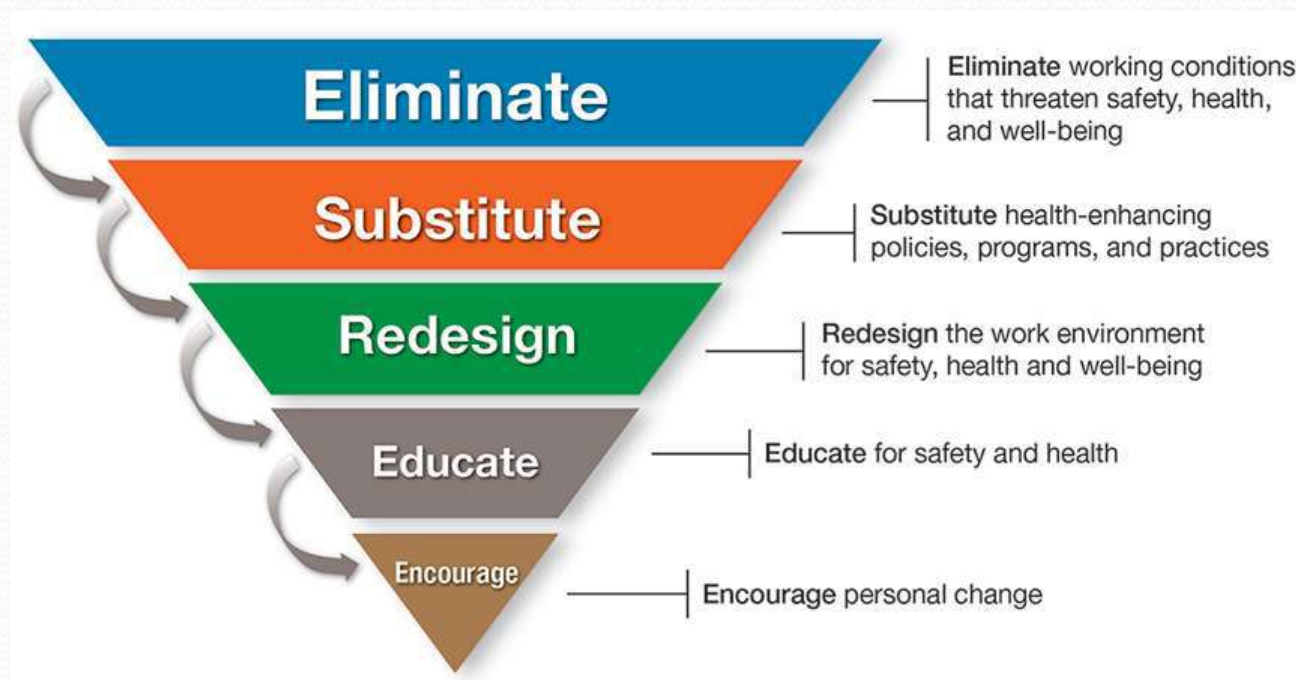 Eliminate
Eliminate working conditions
that threaten safety, health,
and well-being
Substitute
Substitute health-enhancing
policies, programs, and practices
Redesign
Redesign the work environment
for safety, health and well-being
Educate
Educate for safety and health
Encourage
Encourage personal change